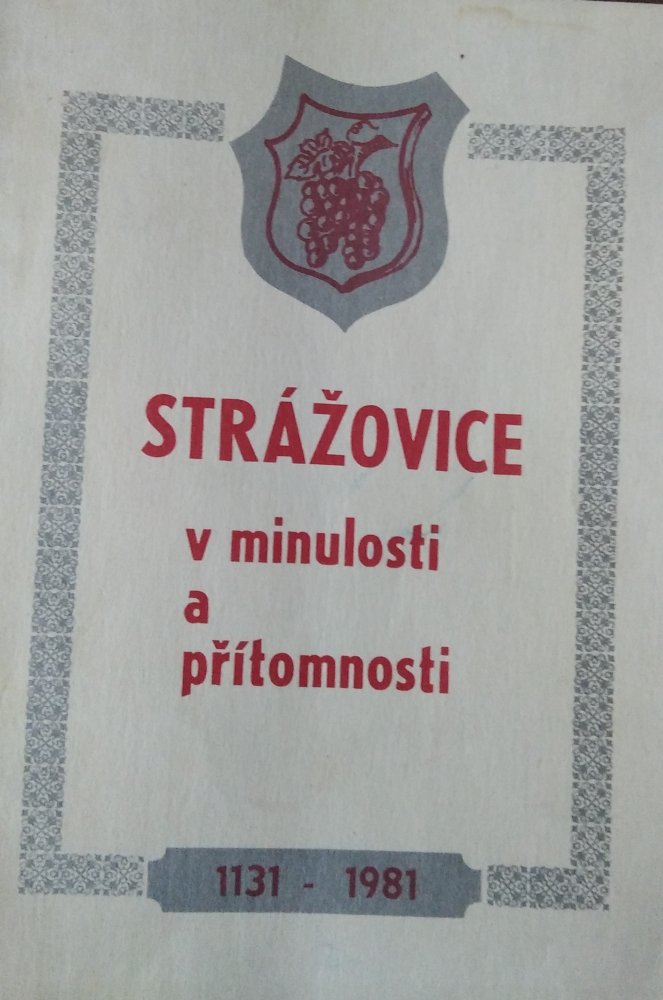 STRÁŽOVICE
v minulosti
a
přítomnosti
1131 - 1981